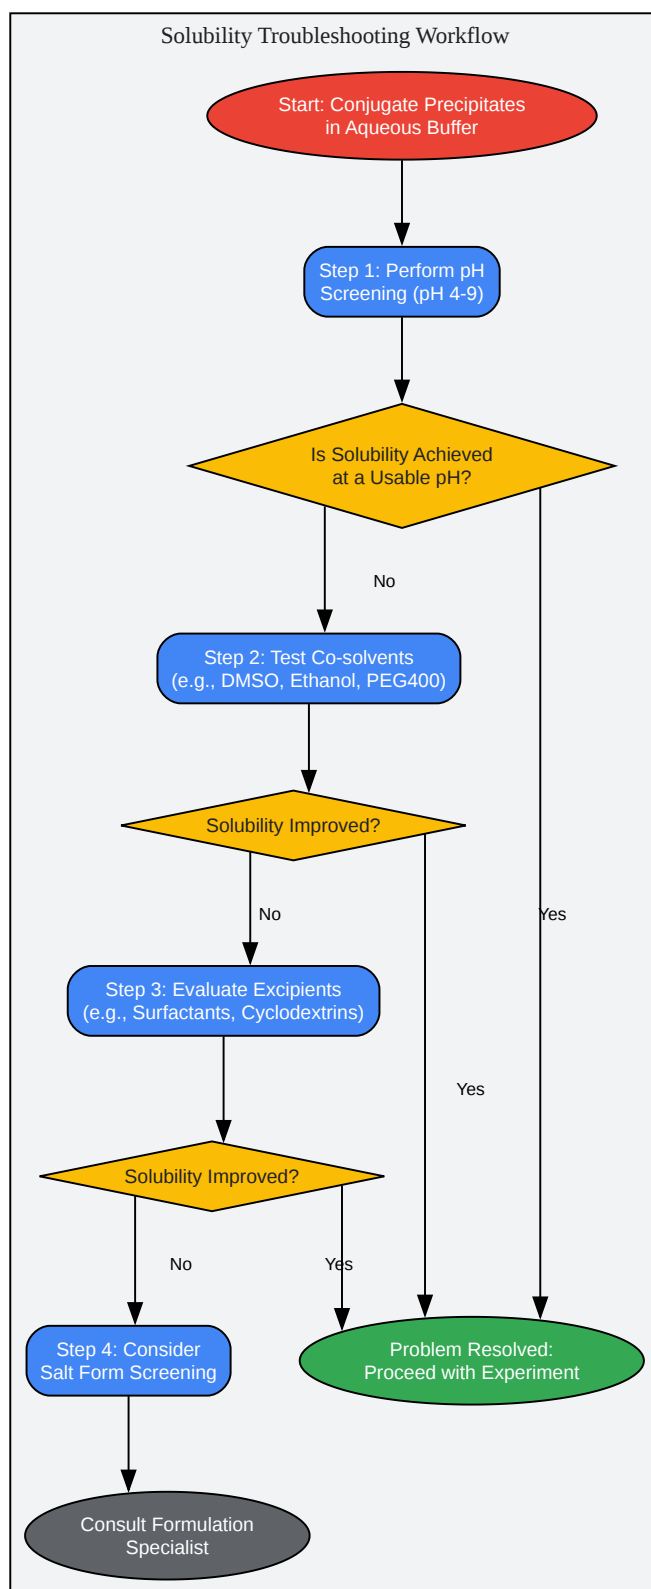 Solubility Troubleshooting Workflow
Start: Conjugate Precipitates
in Aqueous Buffer
Step 1: Perform pH
Screening (pH 4-9)
Is Solubility Achieved
at a Usable pH?
No
Step 2: Test Co-solvents
(e.g., DMSO, Ethanol, PEG400)
Solubility Improved?
No
Yes
Step 3: Evaluate Excipients
(e.g., Surfactants, Cyclodextrins)
Yes
Solubility Improved?
No
Yes
Step 4: Consider
Salt Form Screening
Problem Resolved:
Proceed with Experiment
Consult Formulation
Specialist